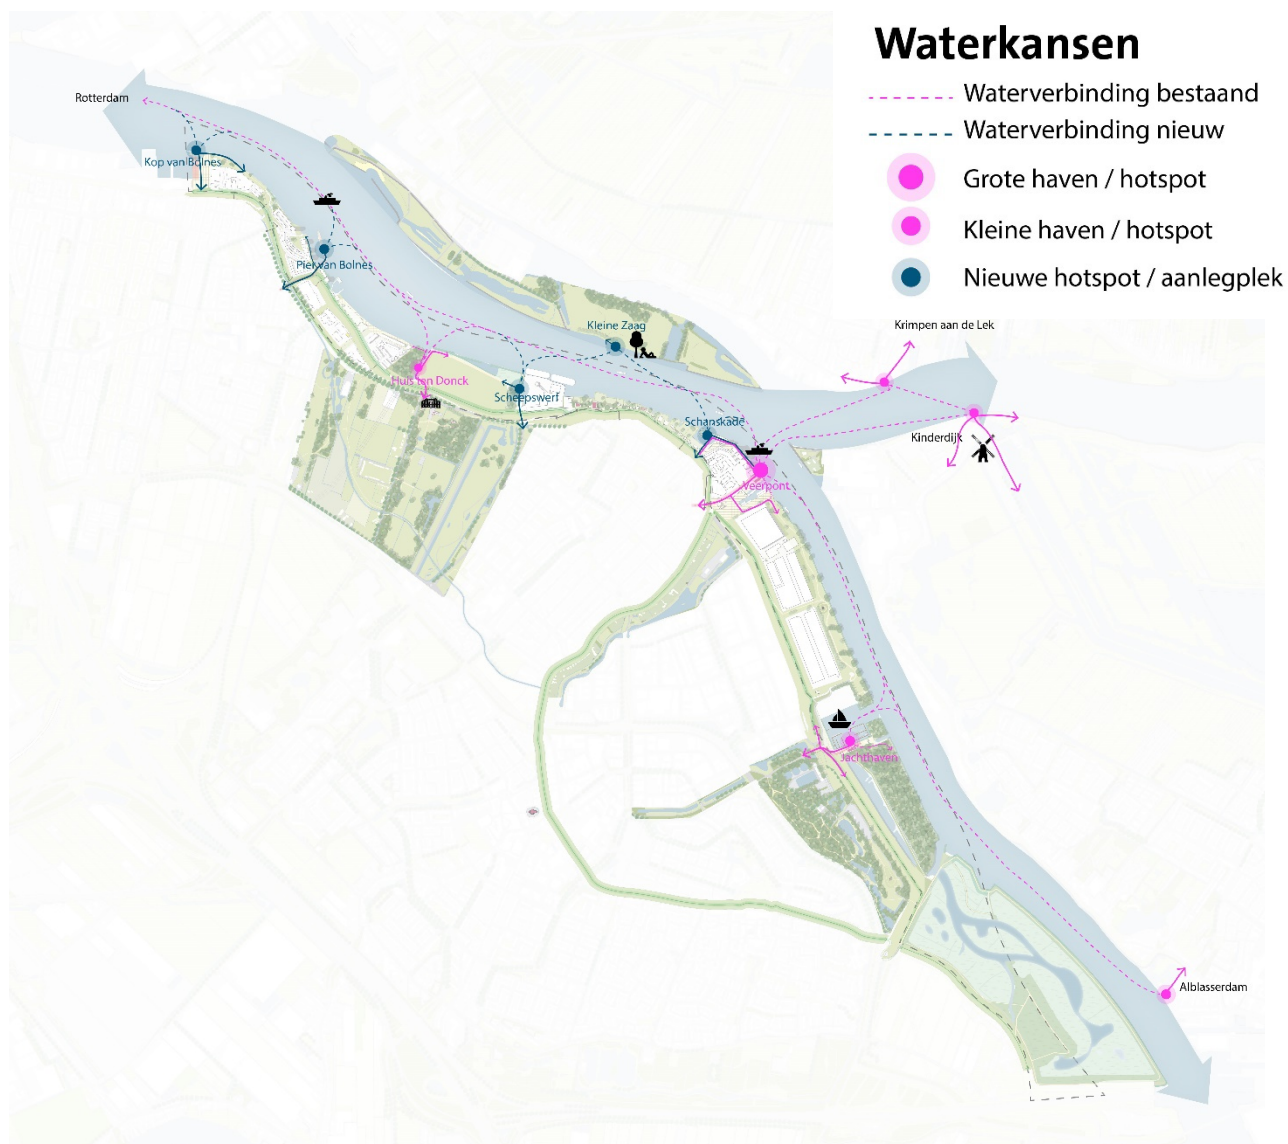 Waterkansen
Waterverbinding bestaand
Waterverbinding nieuw
Grote haven / hotspot
Kleine haven / hotspot
Nieuwe hotspot / aanlegplek
Rotterdam
Kop van Bolnes
Pier van Bolnes
Kleine Zaag
Krimpen aan de Lek
Huis ten Donck
Scheepswerf
Schanskade
Kinderdijk
Veerpont
Jachthaven
Alblasserdam